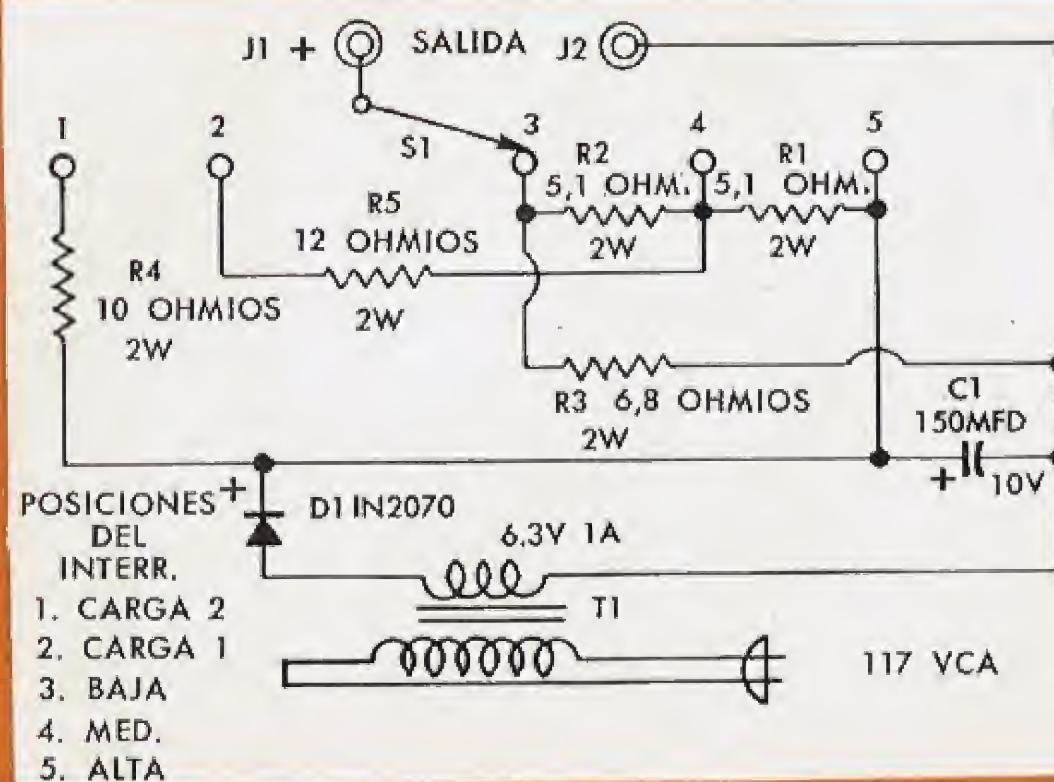 J1 + SALIDA J2
1 2 S1 3 4 5
R2 R1
5,1 OHM. 5,1 OHM.
2W 2W
R5
12 OHMIOS
2W
R4
10 OHMIOS
2W
R3 6,8 OHMIOS
2W
C1
150MFD
+ 10V
+ D1 IN2070
6.3V 1A
T1
117 VCA
POSICIONES
DEL
INTERR.
1. CARGA 2
2. CARGA 1
3. BAJA
4. MED.
5. ALTA